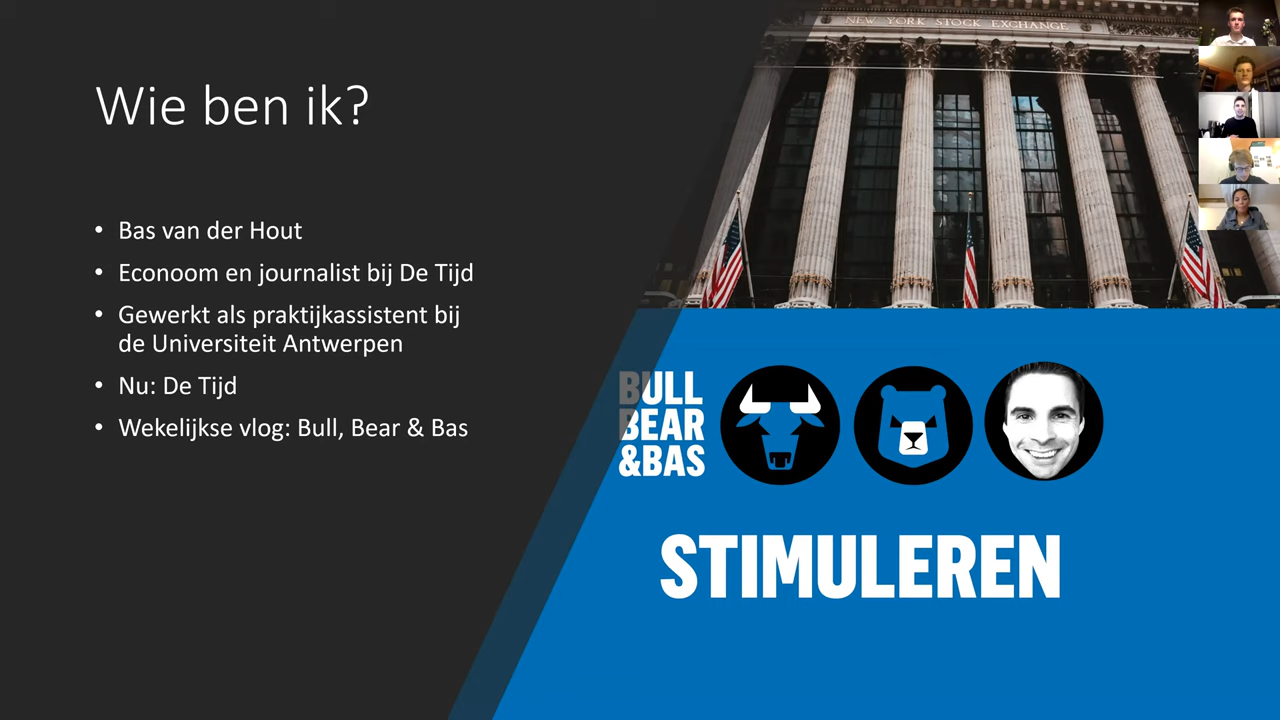 NEW YORK STOCK EXCHANGE
Wie ben ik?
• Bas van der Hout
• Econoom en journalist bij De Tijd
• Gewerkt als praktijkassistent bij
de Universiteit Antwerpen
• Nu: De Tijd
• Wekelijkse vlog: Bull, Bear & Bas
BULL
BEAR
&BAS
STIMULEREN